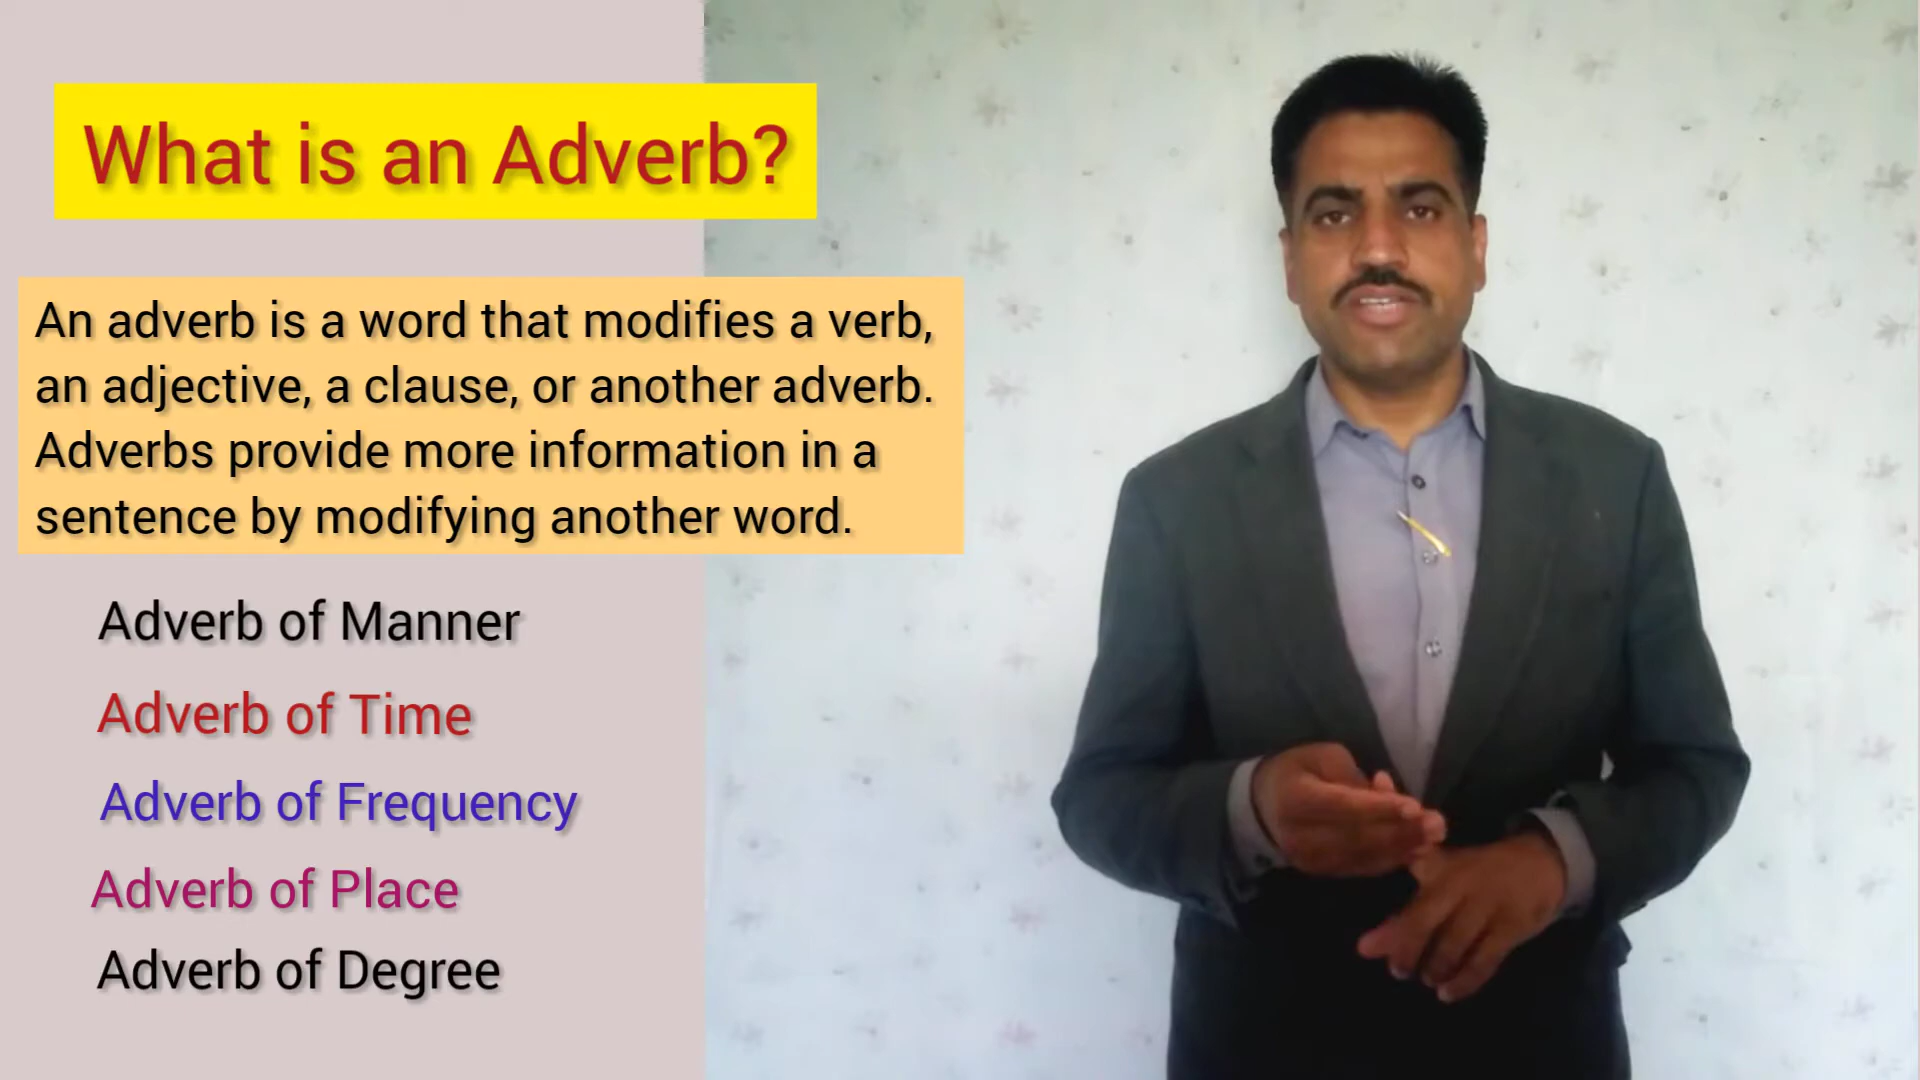 What is an Adverb?
An adverb is a word that modifies a verb,
an adjective, a clause, or another adverb.
Adverbs provide more information in a
sentence by modifying another word.
Adverb of Manner
Adverb of Time
Adverb of Frequency
Adverb of Place
Adverb of Degree